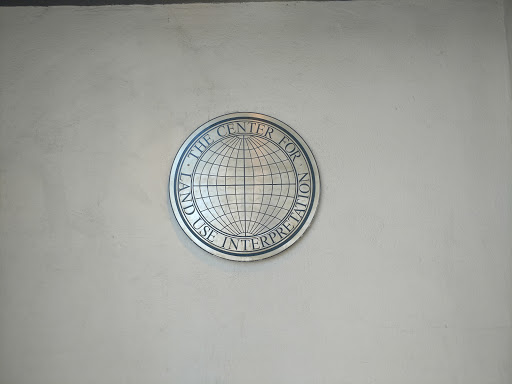 · THE CENTER FOR
LAND USE INTERPRETATION